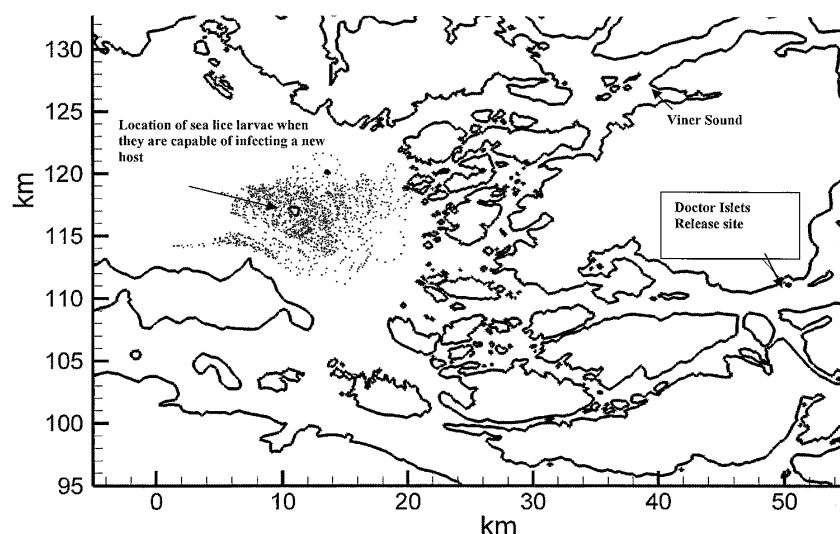 130
125
Location of sea lice larvae when
they are capable of infecting a new
host
Viner Sound
120
km
Doctor Islets
Release site
115
110
105
100
95
0 10 20 30 40 50
km